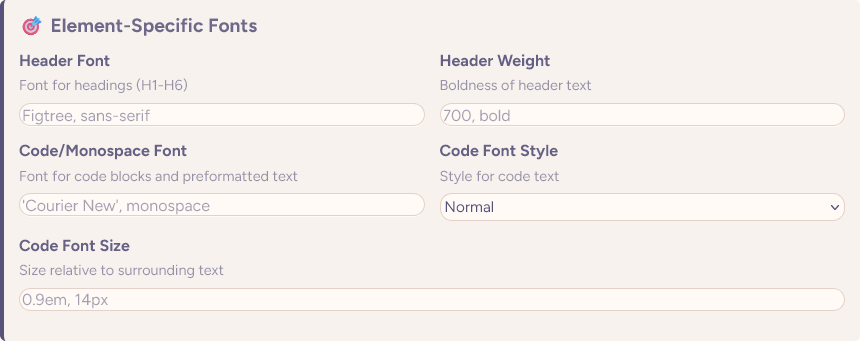 Element-Specific Fonts
Header Font
Font for headings (H1-H6)
Figtree, sans-serif
Header Weight
Boldness of header text
700, bold
Code/Monospace Font
Font for code blocks and preformatted text
'Courier New', monospace
Code Font Style
Style for code text
Normal
Code Font Size
Size relative to surrounding text
0.9em, 14px